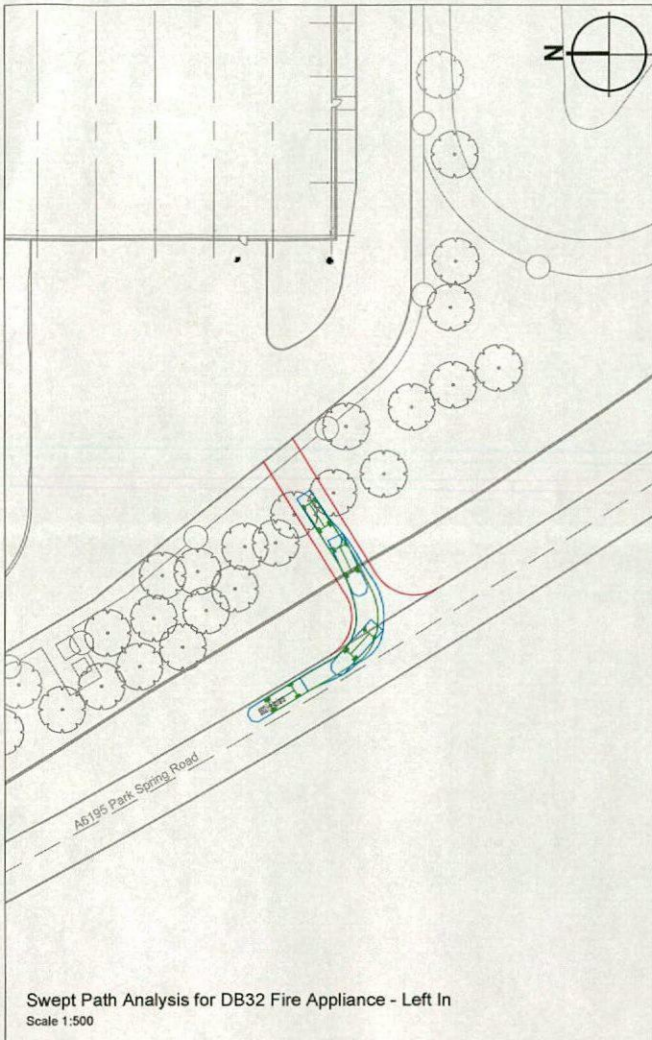 N
A6195 Park Spring Road
Swept Path Analysis for DB32 Fire Appliance - Left In
Scale 1:500